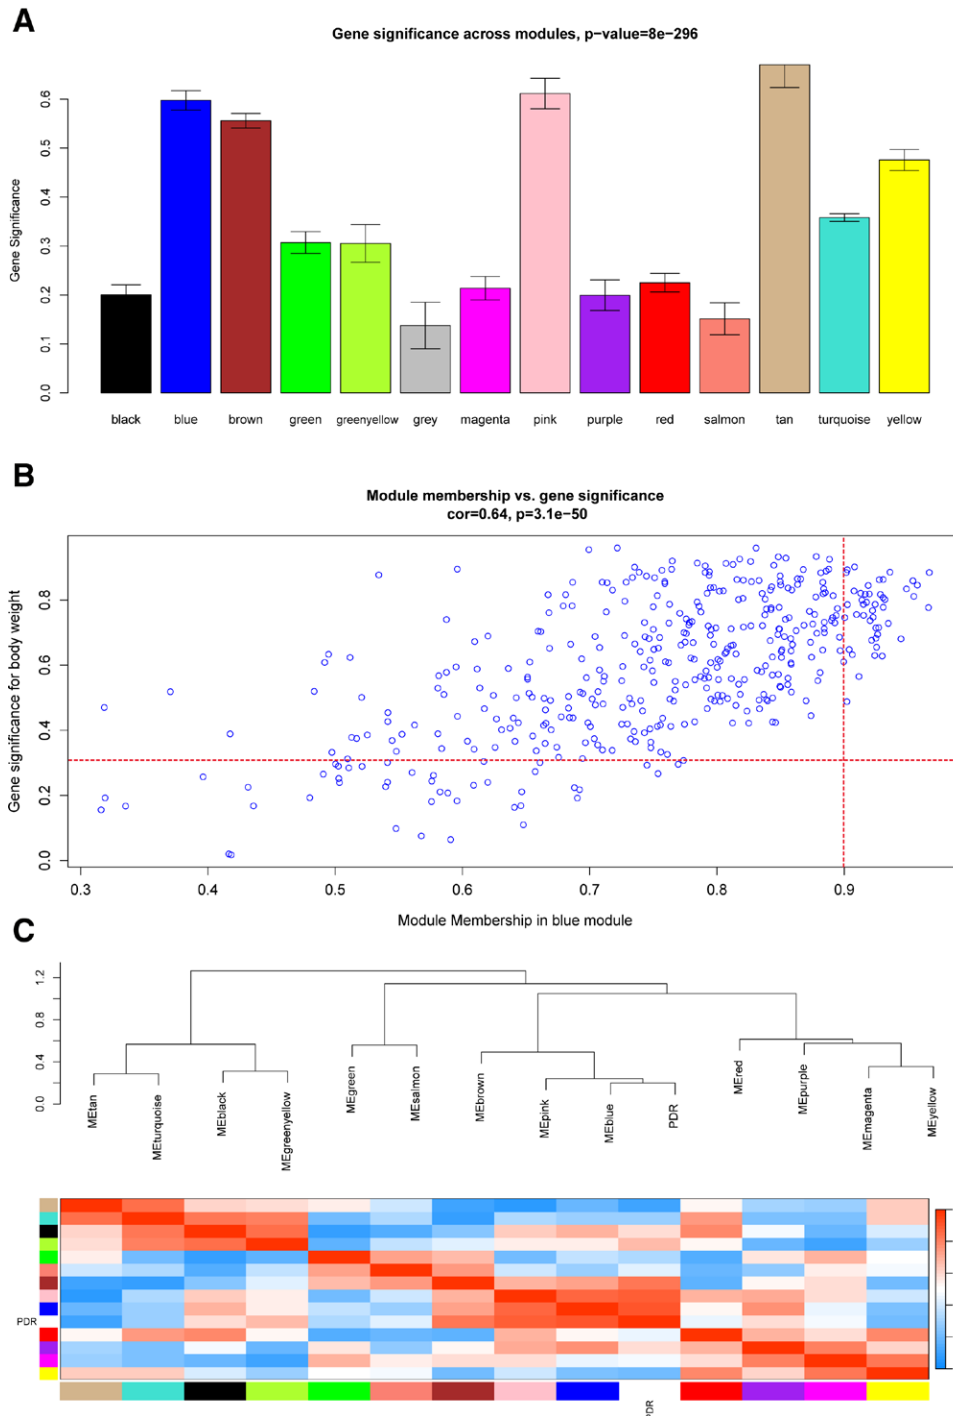 A
Gene significance across modules, p−value=8e−296
Gene Significance
0.6
0.5
0.4
0.3
0.2
0.1
0.0
black blue brown green greenyellow grey magenta pink purple red salmon tan turquoise yellow
B
Module membership vs. gene significance
cor=0.64, p=3.1e−50
Gene significance for body weight
0.8
0.6
0.4
0.2
0.0
0.3 0.4 0.5 0.6 0.7 0.8 0.9
Module Membership in blue module
C
1.2
0.8
0.4
0.0
MEtan
MEturquoise
MEblack
MEgreenyellow
MEgreen
MEsalmon
MEbrown
MEpink
MEblue
PDR
MEred
MEpurple
MEmagenta
MEyellow
PDR
PDR